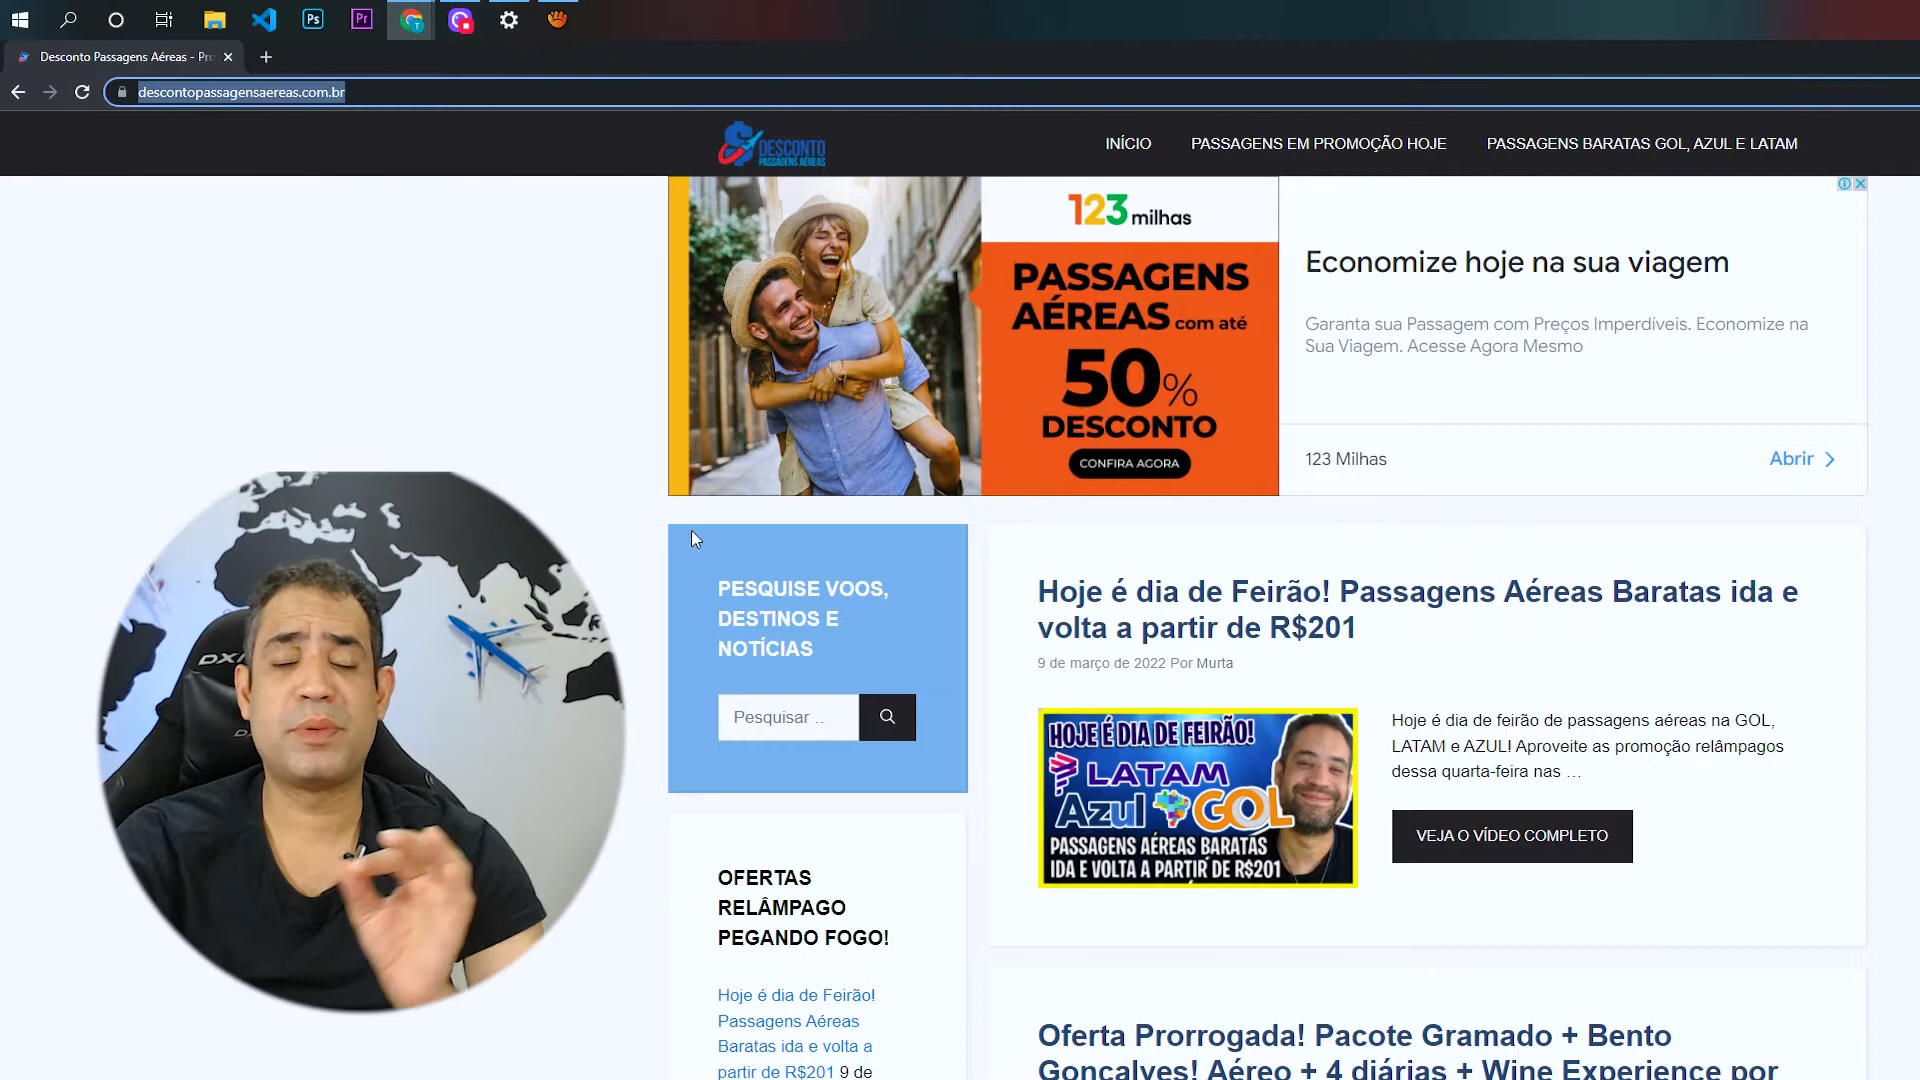 Ps
Pr
Desconto Passagens Aéreas - Pro
descontopassagensaereas.com.br
DESCONTO
PASSAGENS AÉREAS
INÍCIO
PASSAGENS EM PROMOÇÃO HOJE
PASSAGENS BARATAS GOL, AZUL E LATAM
123 milhas
PASSAGENS
AÉREAS com até
50%
DESCONTO
CONFIRA AGORA
Economize hoje na sua viagem
Garanta sua Passagem com Preços Imperdíveis. Economize na
Sua Viagem. Acesse Agora Mesmo
123 Milhas
Abrir
PESQUISE VOOS,
DESTINOS E
NOTÍCIAS
Pesquisar ..
OFERTAS
RELÂMPAGO
PEGANDO FOGO!
Hoje é dia de Feirão!
Passagens Aéreas
Baratas ida e volta a
partir de R$201 9 de
Hoje é dia de Feirão! Passagens Aéreas Baratas ida e
volta a partir de R$201
9 de março de 2022 Por Murta
HOJE É DIA DE FEIRÃO!
LATAM
Azul GOL
PASSAGENS AÉREAS BARATAS
IDA E VOLTA A PARTIR DE R$201
Hoje é dia de feirão de passagens aéreas na GOL,
LATAM e AZUL! Aproveite as promoção relâmpagos
dessa quarta-feira nas …
VEJA O VÍDEO COMPLETO
Oferta Prorrogada! Pacote Gramado + Bento
Gonçalves! Aéreo + 4 diárias + Wine Experience por